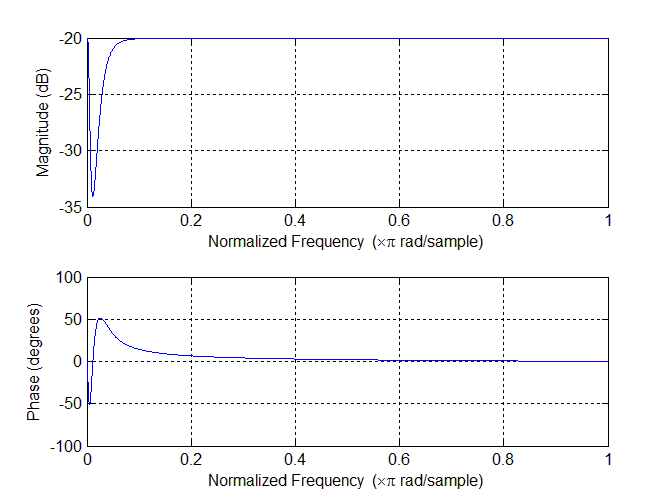 -20
-25
-30
-35
Magnitude (dB)
0 0.2 0.4 0.6 0.8 1
Normalized Frequency (×π rad/sample)
100
50
0
-50
-100
Phase (degrees)
0 0.2 0.4 0.6 0.8 1
Normalized Frequency (×π rad/sample)